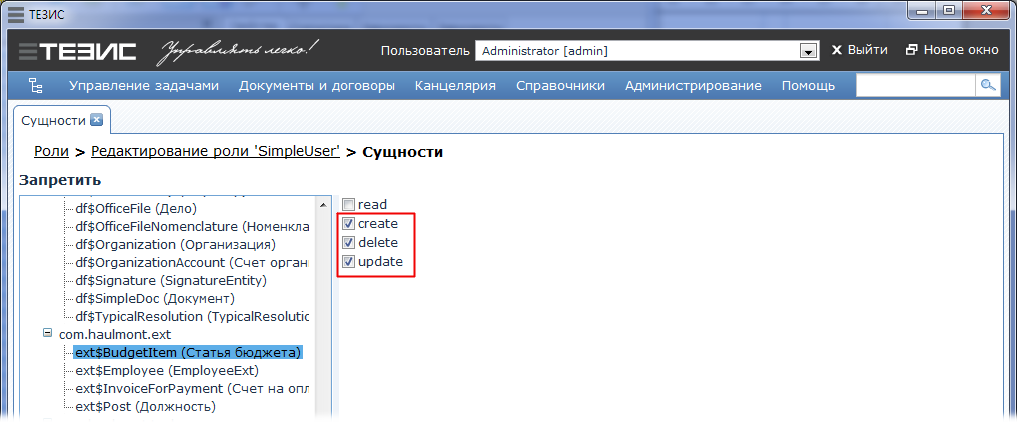 ТЕЗИС
ТЕЗИС Управлять легко! Пользователь Administrator [admin] Выйти Новое окно
Управление задачами Документы и договоры Канцелярия Справочники Администрирование Помощь
Сущности
Роли > Редактирование роли 'SimpleUser' > Сущности
Запретить
read
df$OfficeFile (Дело)
create
df$OfficeFileNomenclature (Номенкла
delete
df$Organization (Организация)
update
df$OrganizationAccount (Счет орган
df$Signature (SignatureEntity)
df$SimpleDoc (Документ)
df$TypicalResolution (TypicalResolutio
com.haulmont.ext
ext$BudgetItem (Статья бюджета)
ext$Employee (EmployeeExt)
ext$InvoiceForPayment (Счет на опл
ext$Post (Должность)